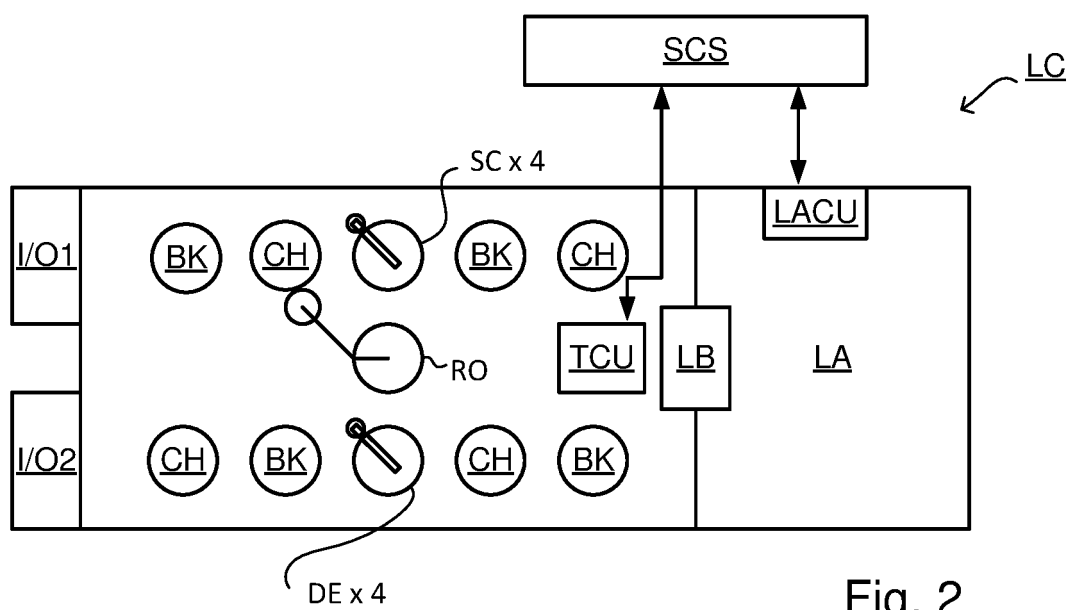 SCS
LC
SC x 4
LACU
I/O1
BK
CH
BK
CH
RO
TCU
LB
LA
I/O2
CH
BK
CH
BK
DE x 4
Fig. 2